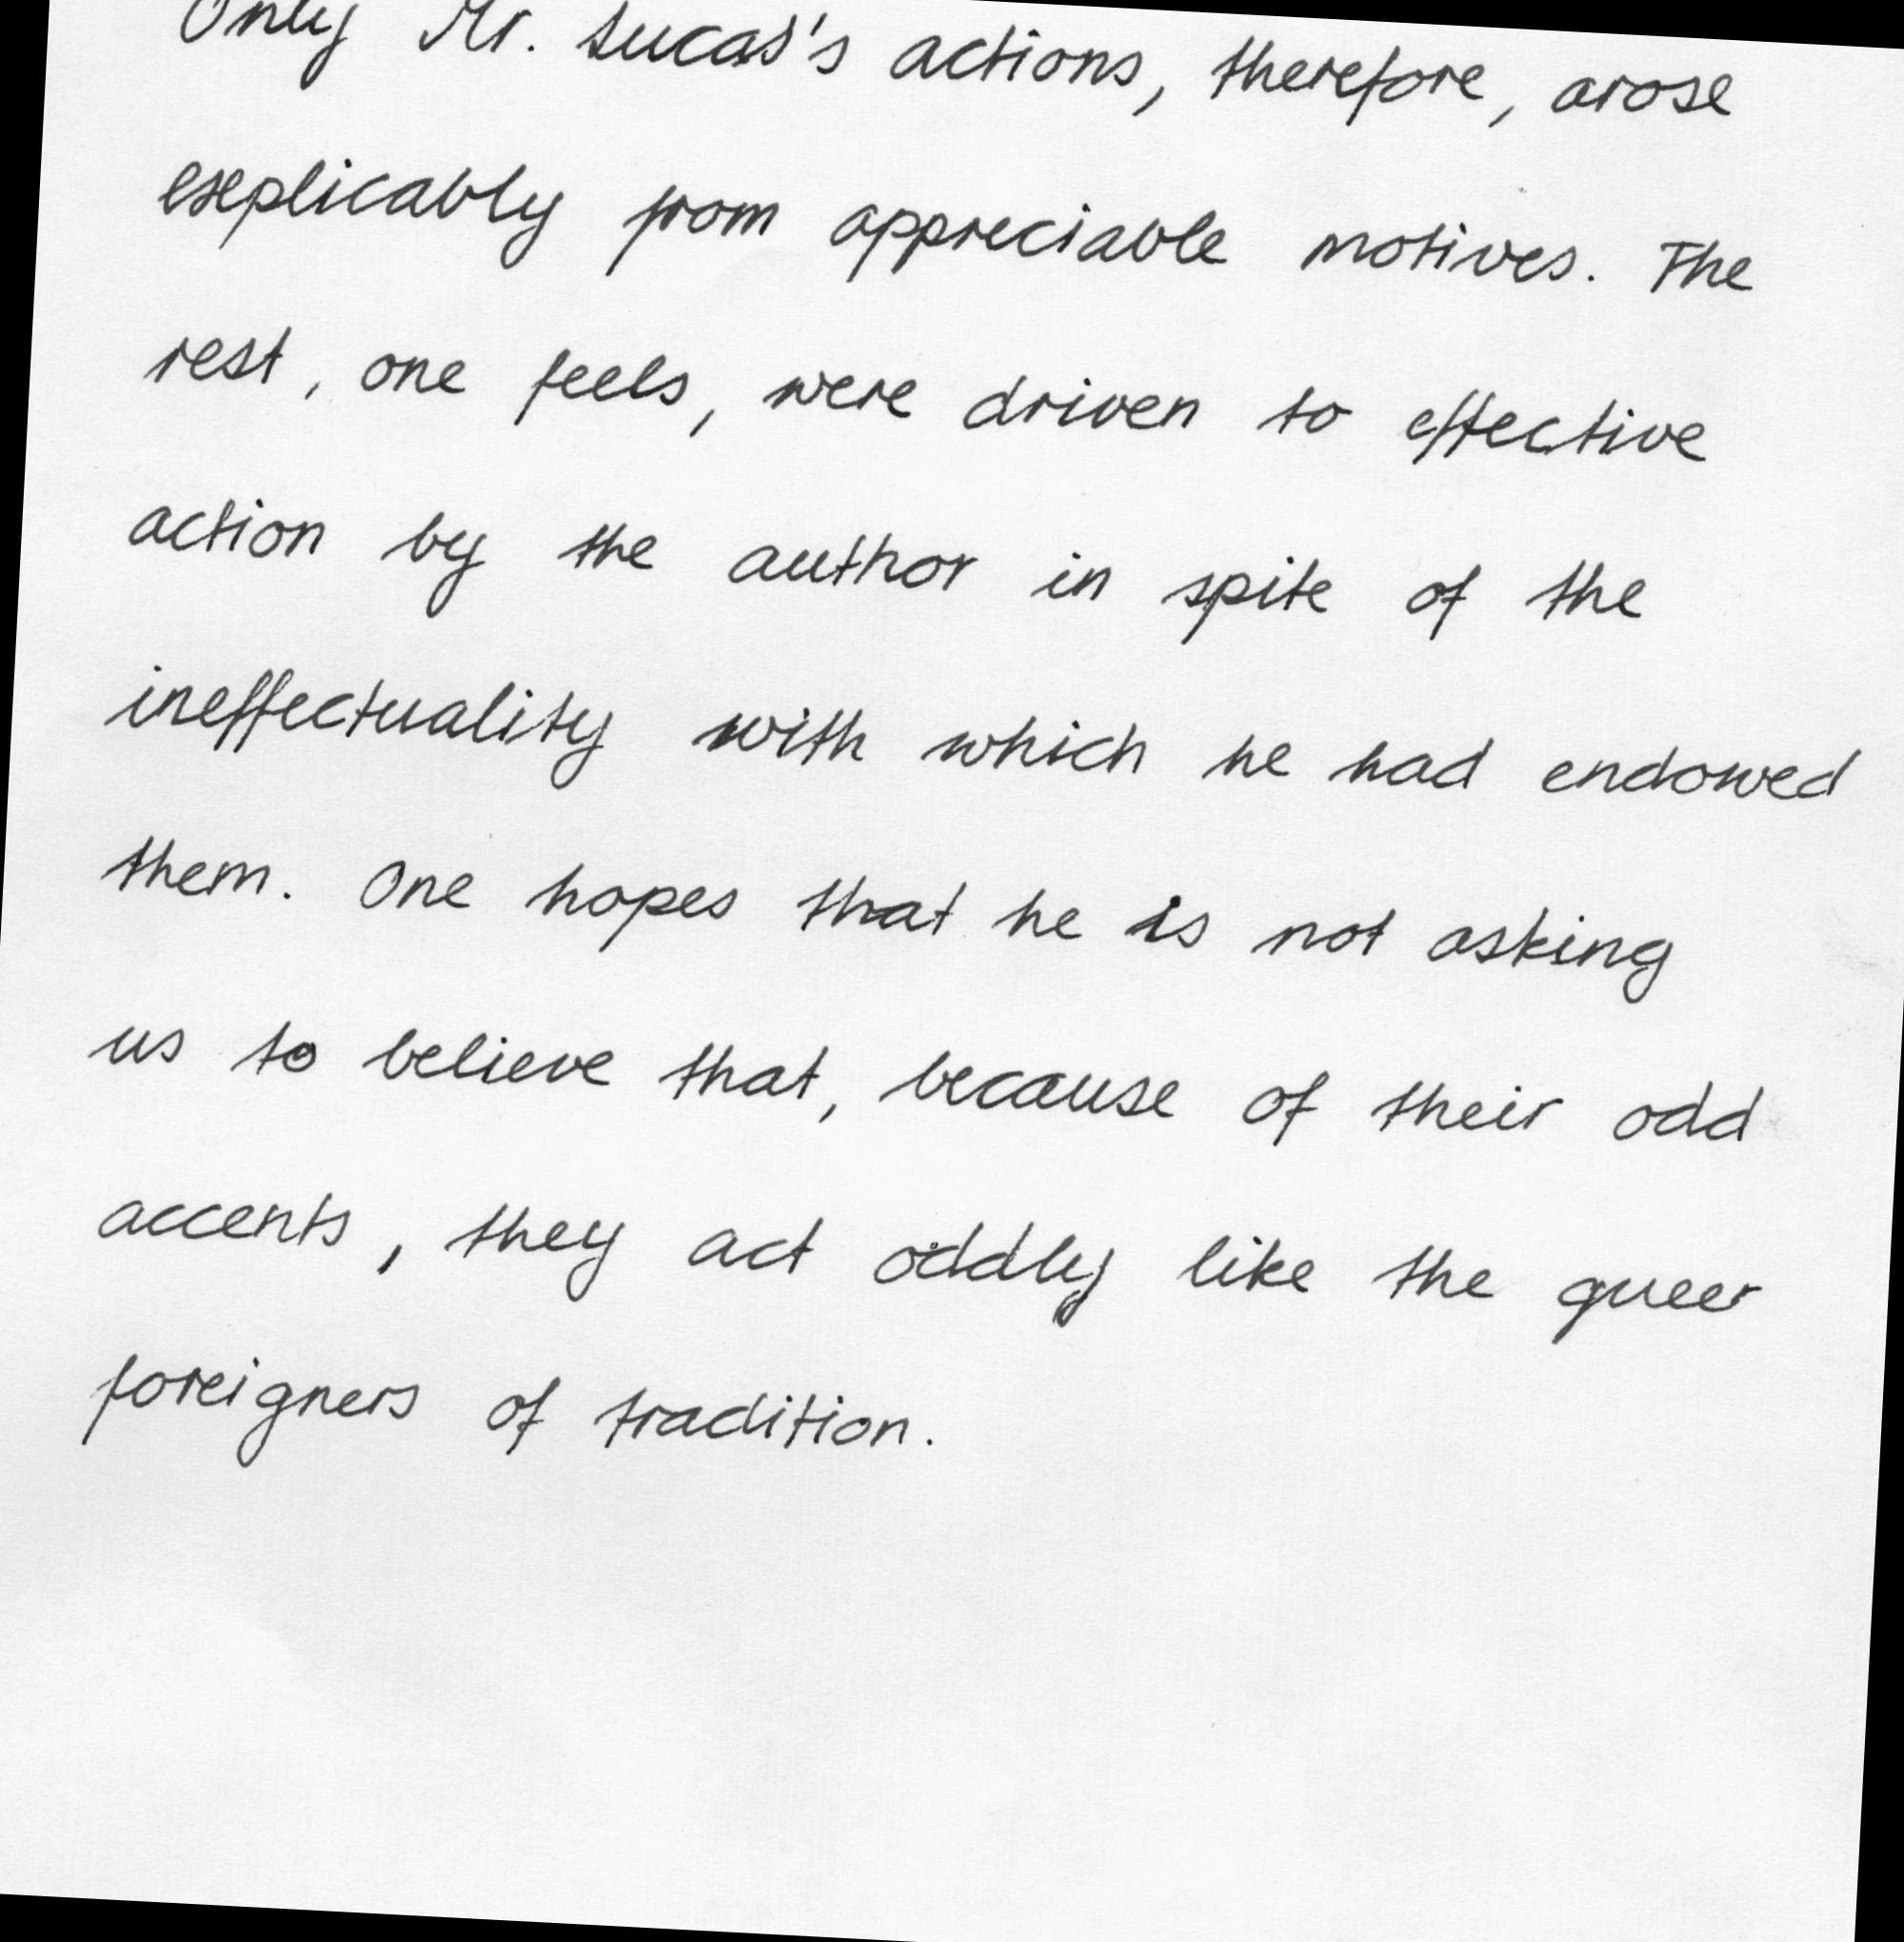 Only Mr. Lucas's actions, therefore, arose
explicably from appreciable motives. The
rest, one feels, were driven to effective
action by the author in spite of the
ineffectuality with which he had endowed
them. One hopes that he is not asking
us to believe that, because of their odd
accents, they act oddly like the queer
foreigners of tradition.